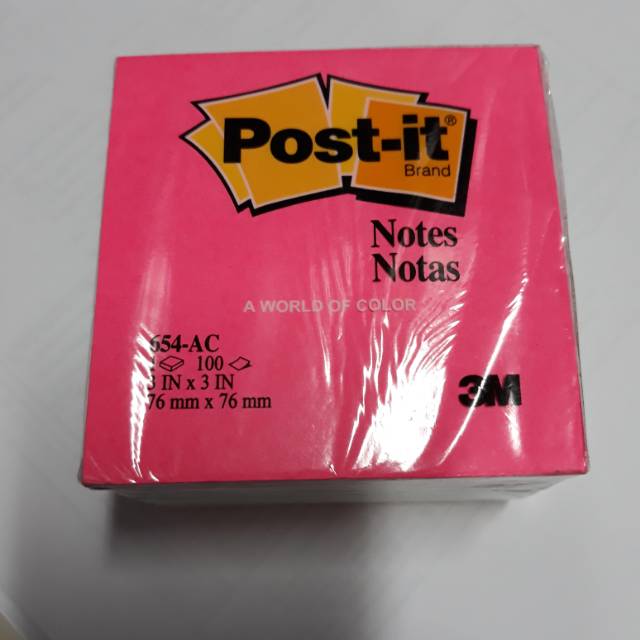 Post-it®
Brand
Notes
Notas
A WORLD OF COLOR
654-AC
100
3 IN x 3 IN
76 mm x 76 mm
3M